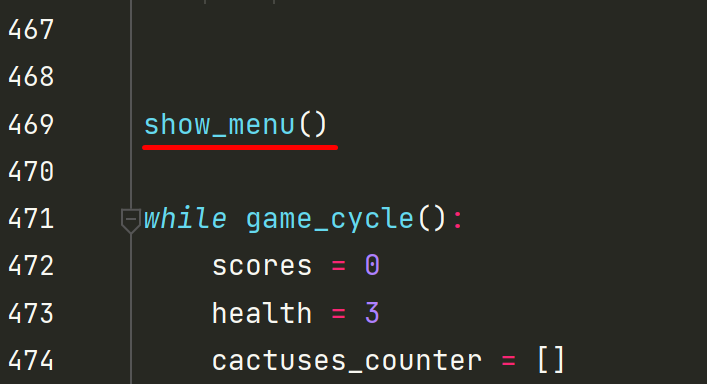 467
468
469 show_menu()
470
471 while game_cycle():
472 scores = 0
473 health = 3
474 cactuses_counter = []